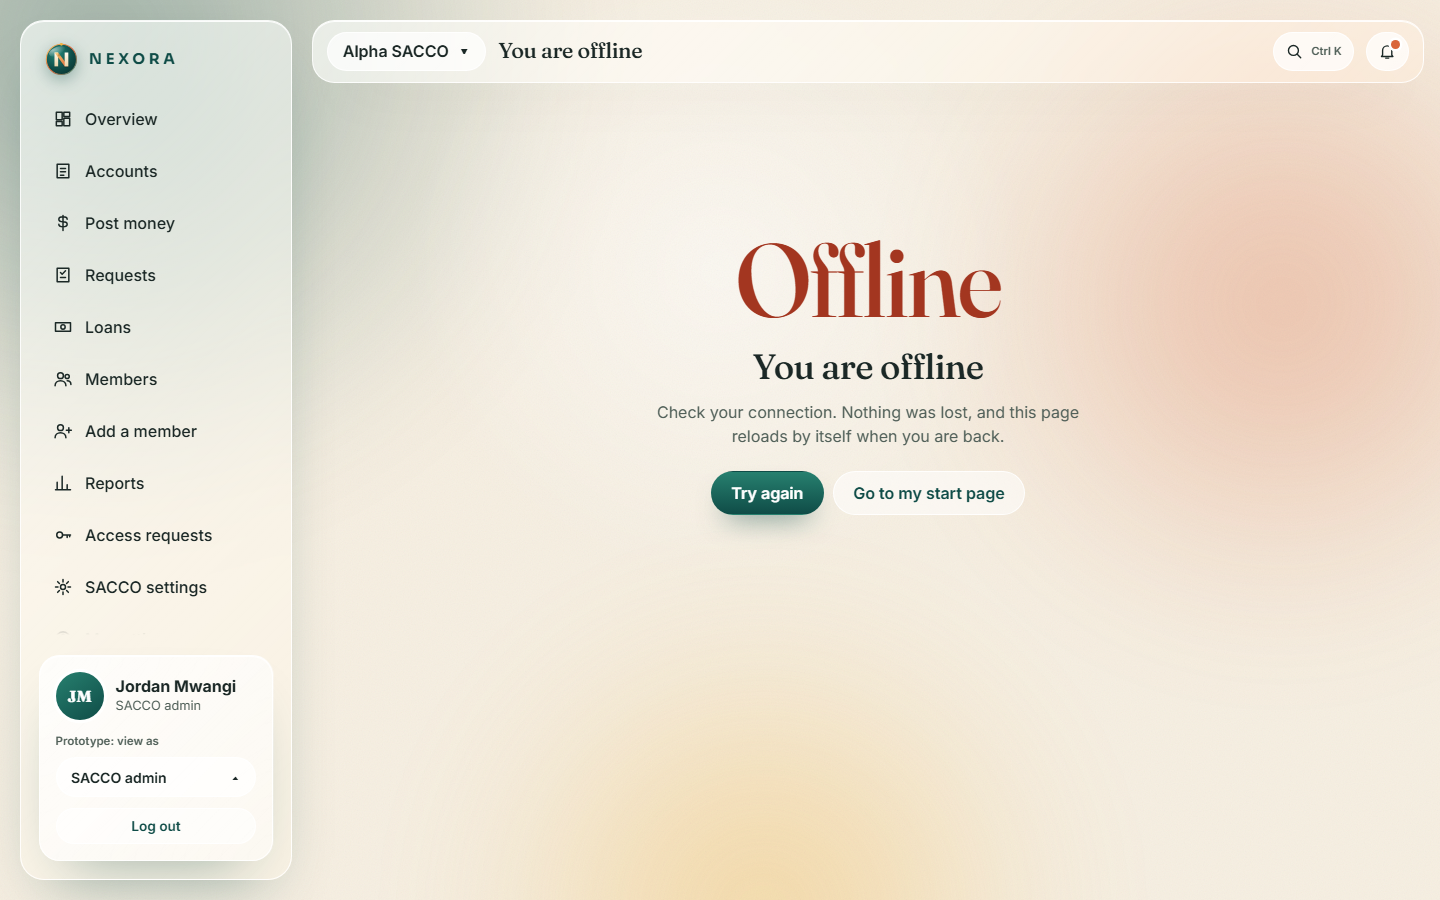 NEXORA
Overview
Accounts
Post money
Requests
Loans
Members
Add a member
Reports
Access requests
SACCO settings
JM
Jordan Mwangi
SACCO admin
Prototype: view as
SACCO admin
Log out
Alpha SACCO
You are offline
Ctrl K
Offline
You are offline
Check your connection. Nothing was lost, and this page
reloads by itself when you are back.
Try again
Go to my start page